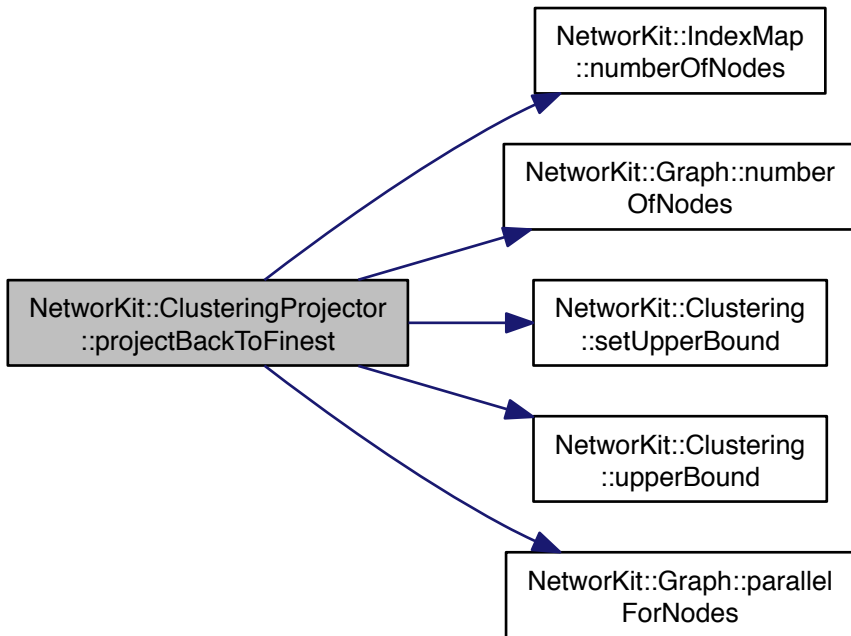 NetworKit::IndexMap
::numberOfNodes
NetworKit::Graph::number
OfNodes
NetworKit::ClusteringProjector
::projectBackToFinest
NetworKit::Clustering
::setUpperBound
NetworKit::Clustering
::upperBound
NetworKit::Graph::parallel
ForNodes